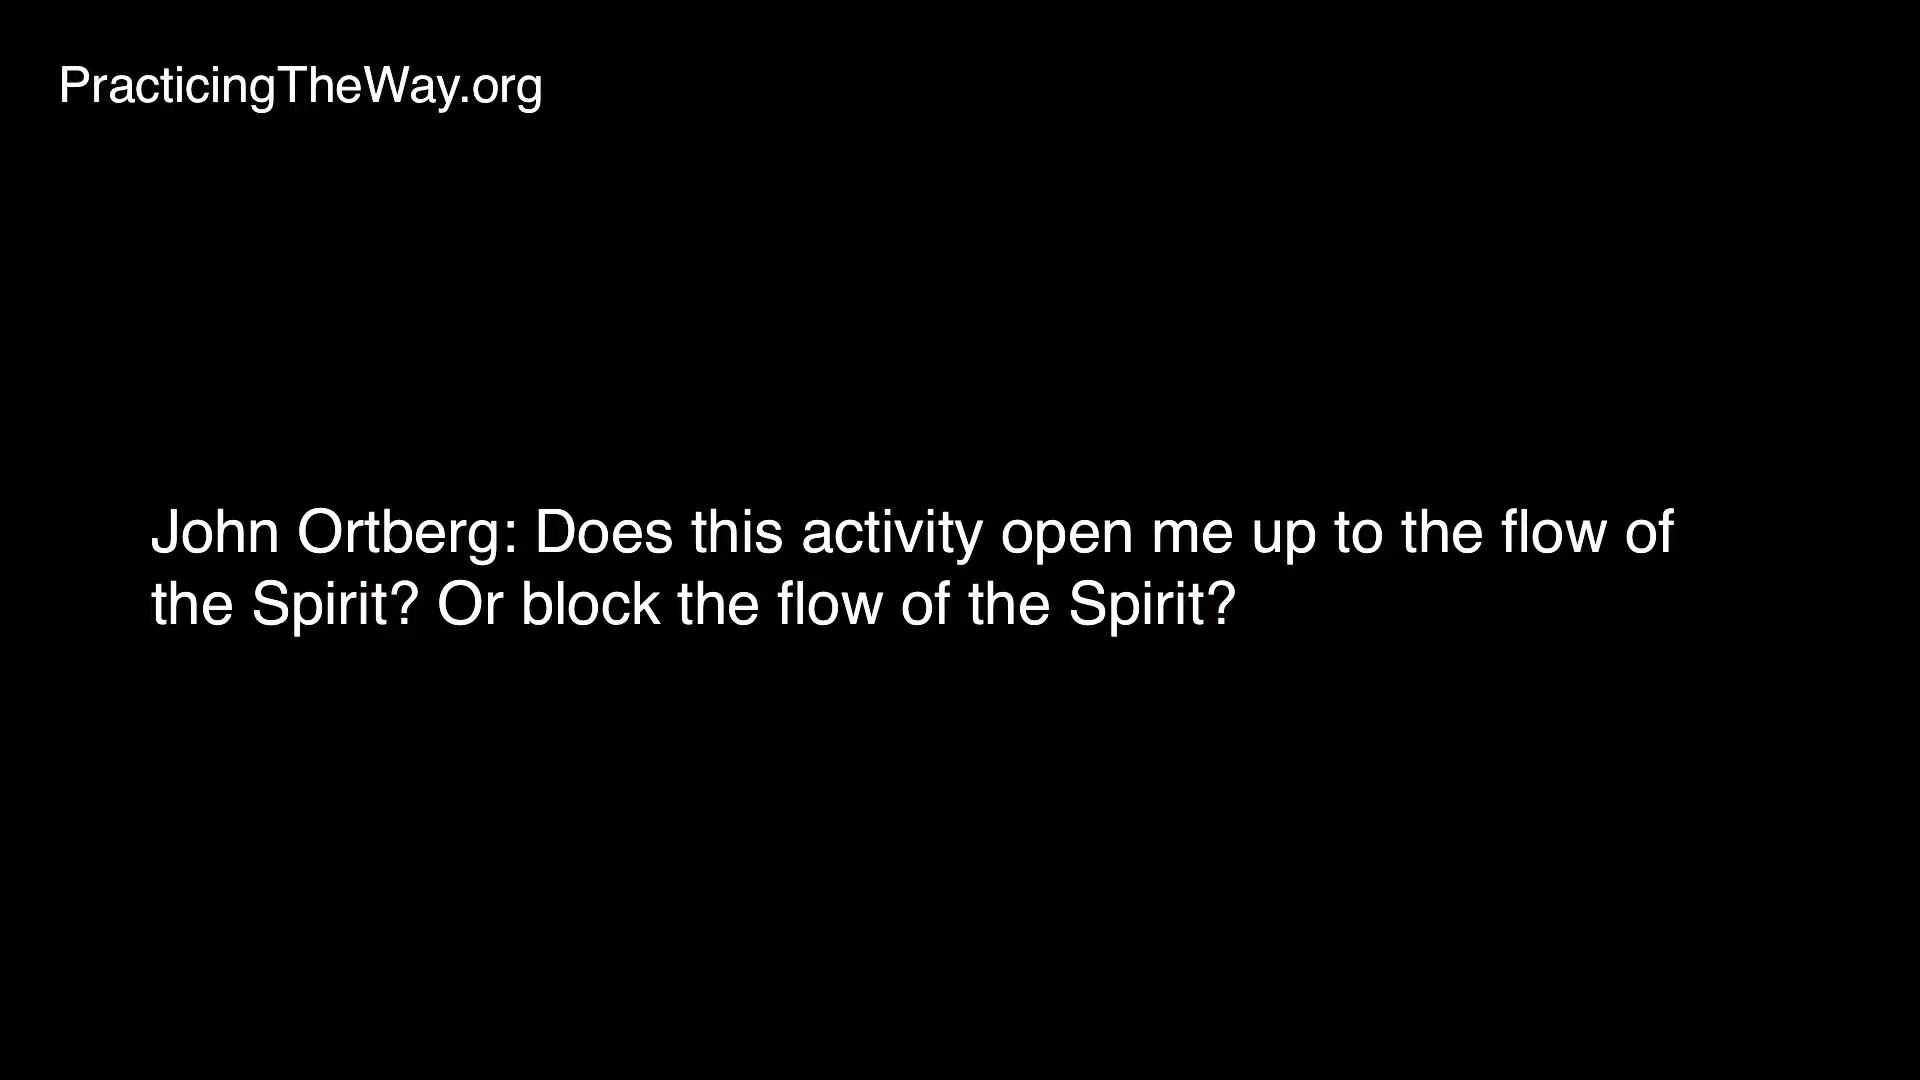 PracticingTheWay.org
John Ortberg: Does this activity open me up to the flow of
the Spirit? Or block the flow of the Spirit?